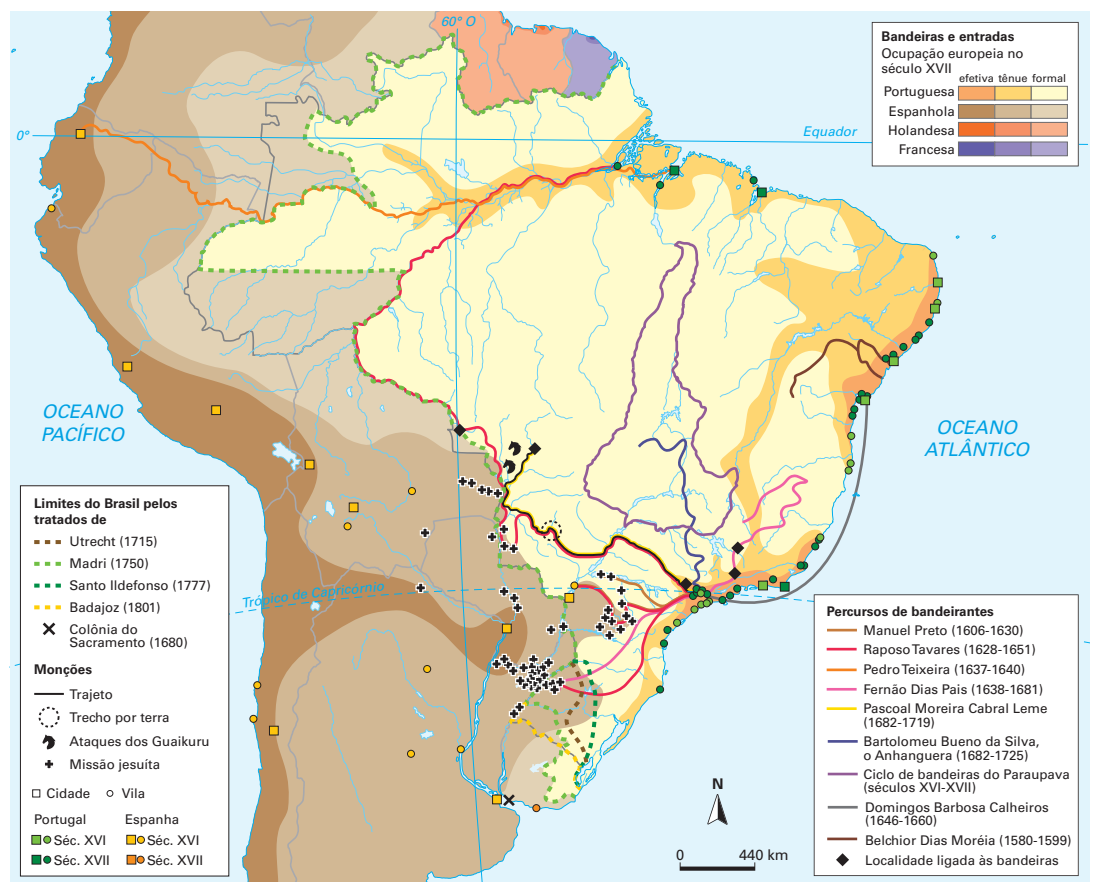 60° O
Bandeiras e entradas
Ocupação europeia no
século XVII
efetiva tênue formal
Portuguesa
Espanhola
Holandesa
Francesa
0°
Equador
OCEANO
PACÍFICO
OCEANO
ATLÂNTICO
Trópico de Capricórnio
Limites do Brasil pelos
tratados de
Utrecht (1715)
Madri (1750)
Santo Ildefonso (1777)
Badajoz (1801)
Colônia do
Sacramento (1680)
Monções
Trajeto
Trecho por terra
Ataques dos Guaikuru
Missão jesuíta
Cidade Vila
Portugal Espanha
Séc. XVI Séc. XVI
Séc. XVII Séc. XVII
N
0 440 km
Percursos de bandeirantes
Manuel Preto (1606-1630)
Raposo Tavares (1628-1651)
Pedro Teixeira (1637-1640)
Fernão Dias Pais (1638-1681)
Pascoal Moreira Cabral Leme
(1682-1719)
Bartolomeu Bueno da Silva,
o Anhanguera (1682-1725)
Ciclo de bandeiras do Paraupava
(séculos XVI-XVII)
Domingos Barbosa Calheiros
(1646-1660)
Belchior Dias Moréia (1580-1599)
Localidade ligada às bandeiras